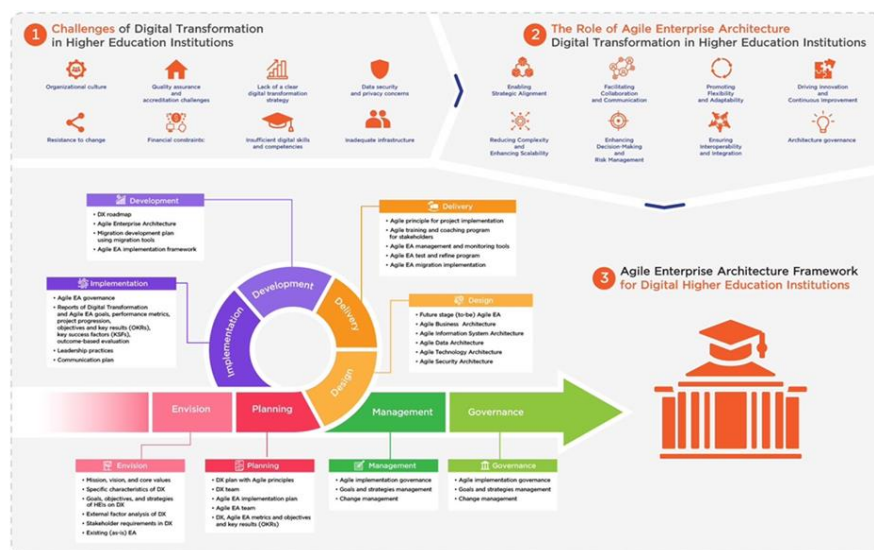 1 Challenges of Digital Transformation
in Higher Education Institutions
Organizational culture
Quality assurance
and
accreditation challenges
Lack of a clear
digital transformation
strategy
Data security
and privacy concerns
Resistance to change
Financial constraintic
Insufficient digital skills
and competencies
Inadequate infrastructure
2 The Role of Agile Enterprise Architecture
Digital Transformation in Higher Education Institutions
Enabling
Strategic Alignment
Facilitating
Collaboration
and Communication
Promoting
Flexibility
and Adaptability
Driving Innovation
and
Continuous Improvement
Reducing Complexity
and
Enhancing Scalability
Enhancing
Decision-Making
and
Risk Management
Ensuring
Interoperability
and Integration
Architecture governance
Development
• DX roadmap
• Agile Enterprise Architecture
• Migration development plan
using migration tools
• Agile EA implementation framework
Delivery
• Agile principle for project implementation
• Agile training and coaching program
for stakeholders
• Agile EA management and monitoring tools
• Agile EA test and refine program
• Agile EA migration implementation
Implementation
• Agile EA governance
• Reports of Digital Transformation
and Agile EA goals, performance metrics,
project progression,
objectives and key results (OKRs),
key success factors (KSFs),
outcome-based evaluation
• Leadership practices
• Communication plan
Design
• Future stage (to-be) Agile EA
• Agile Business Architecture
• Agile Information System Architecture
• Agile Data Architecture
• Agile Technology Architecture
• Agile Security Architecture
Implementation
Development
Delivery
Design
3 Agile Enterprise Architecture Framework
for Digital Higher Education Institutions
Envision
Planning
Management
Governance
Envision
• Mission, vision, and core values
• Specific characteristics of DX
• Goals, objectives, and strategies
of HEIs on DX
• External factor analysis of DX
• Stakeholder requirements in DX
• Existing (as-is) EA
Planning
• DX plan with Agile principles
• DX team
• Agile EA implementation plan
• Agile EA team
• DX, Agile EA metrics and objectives
and key results (OKRs)
Management
• Agile implementation governance
• Goals and strategies management
• Change management
Governance
• Agile implementation governance
• Goals and strategies management
• Change management